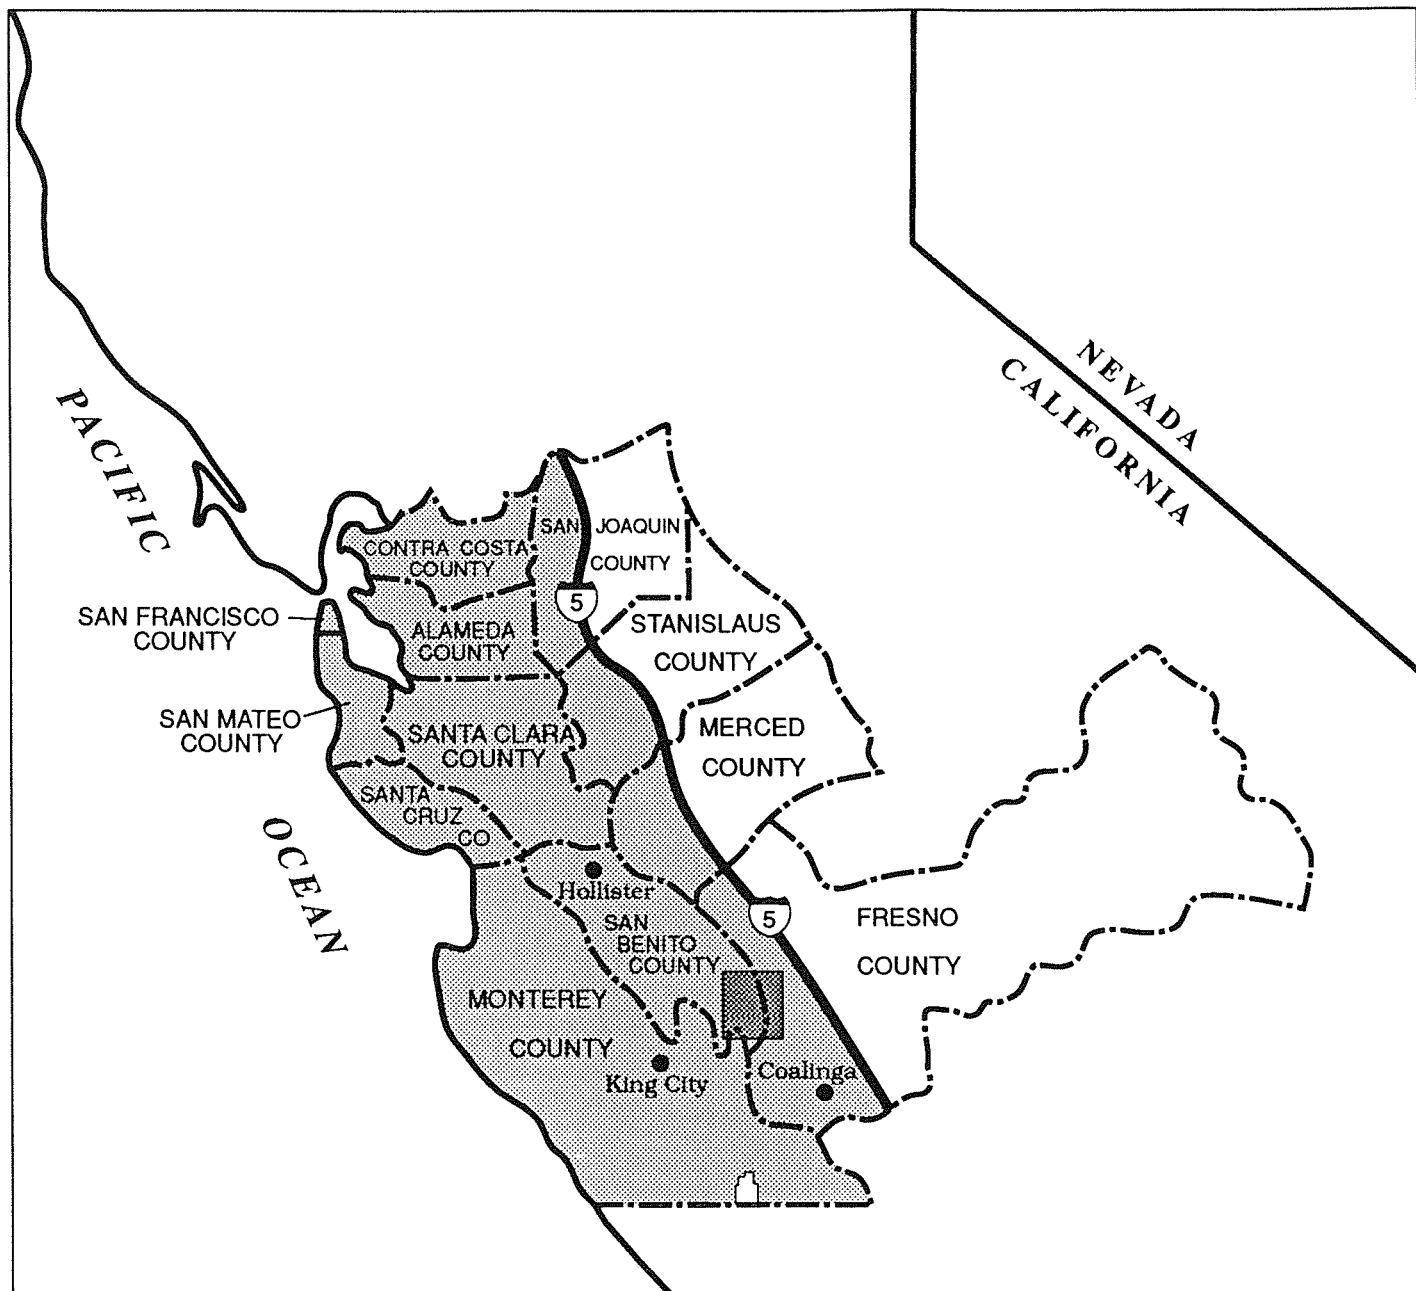 NEVADA
CALIFORNIA
PACIFIC
OCEAN
SAN JOAQUIN
COUNTY
CONTRA COSTA
COUNTY
5
SAN FRANCISCO
COUNTY
ALAMEDA
COUNTY
STANISLAUS
COUNTY
SAN MATEO
COUNTY
SANTA CLARA
COUNTY
MERCED
COUNTY
SANTA
CRUZ
CO
Hollister
SAN
BENITO
COUNTY
5
FRESNO
COUNTY
MONTEREY
COUNTY
King City
Coalinga